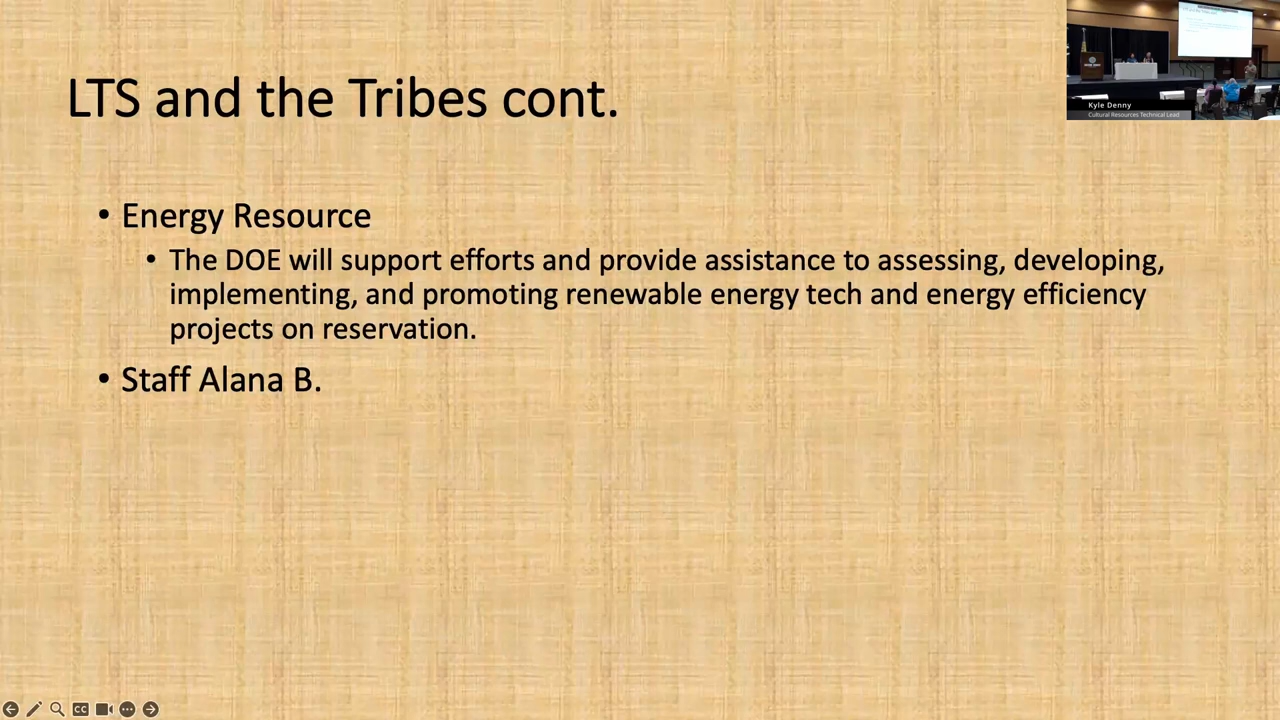 LTS and the Tribes cont.
• Energy Resource
• The DOE will support efforts and provide assistance to assessing, developing,
implementing, and promoting renewable energy tech and energy efficiency
projects on reservation.
• Staff Alana B.
Kyle Denny
Cultural Resources Technical Lead
CC